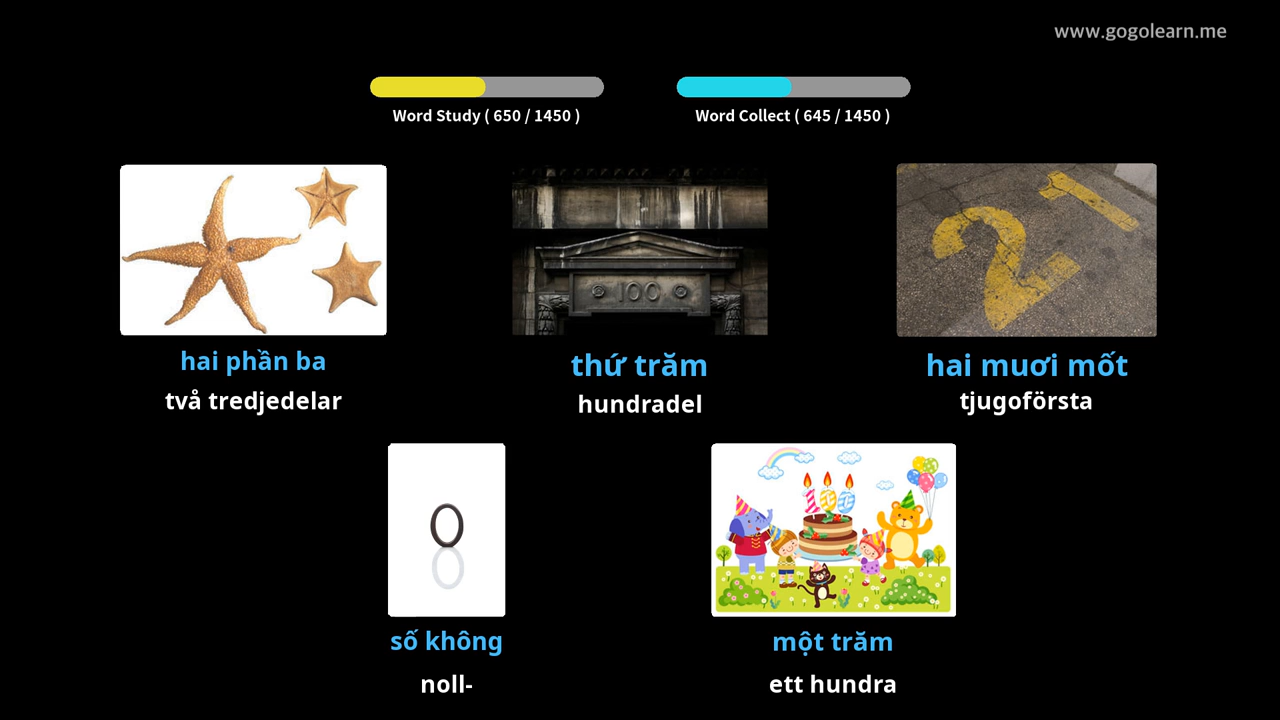 www.gogolearn.me
Word Study ( 650 / 1450 )
Word Collect ( 645 / 1450 )
100
21
hai phần ba
thứ trăm
hai muơi mốt
två tredjedelar
hundradel
tjugoförsta
0
100
số không
một trăm
noll-
ett hundra